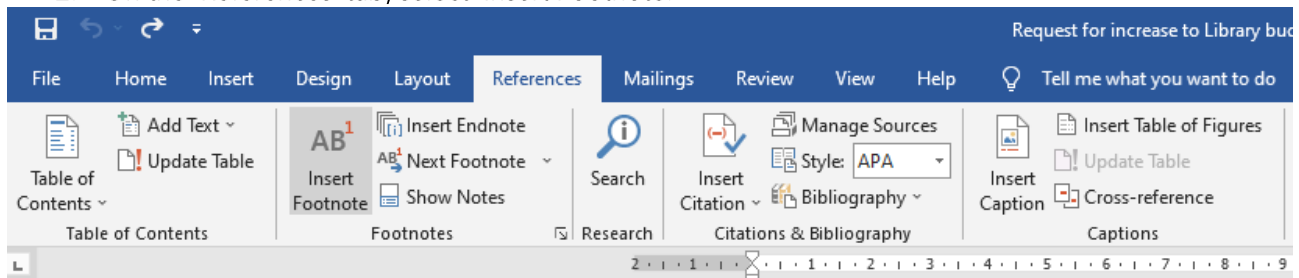 Request for increase to Library bud
File Home Insert Design Layout References Mailings Review View Help Tell me what you want to do
Table of Contents
Add Text
Update Table
Table of Contents
AB1
Insert Footnote
Insert Endnote
Next Footnote
Show Notes
Footnotes
Search
Research
Insert Citation
Manage Sources
Style: APA
Bibliography
Citations & Bibliography
Insert Caption
Insert Table of Figures
Update Table
Cross-reference
Captions
2 1 1 2 3 4 5 6 7 8 9